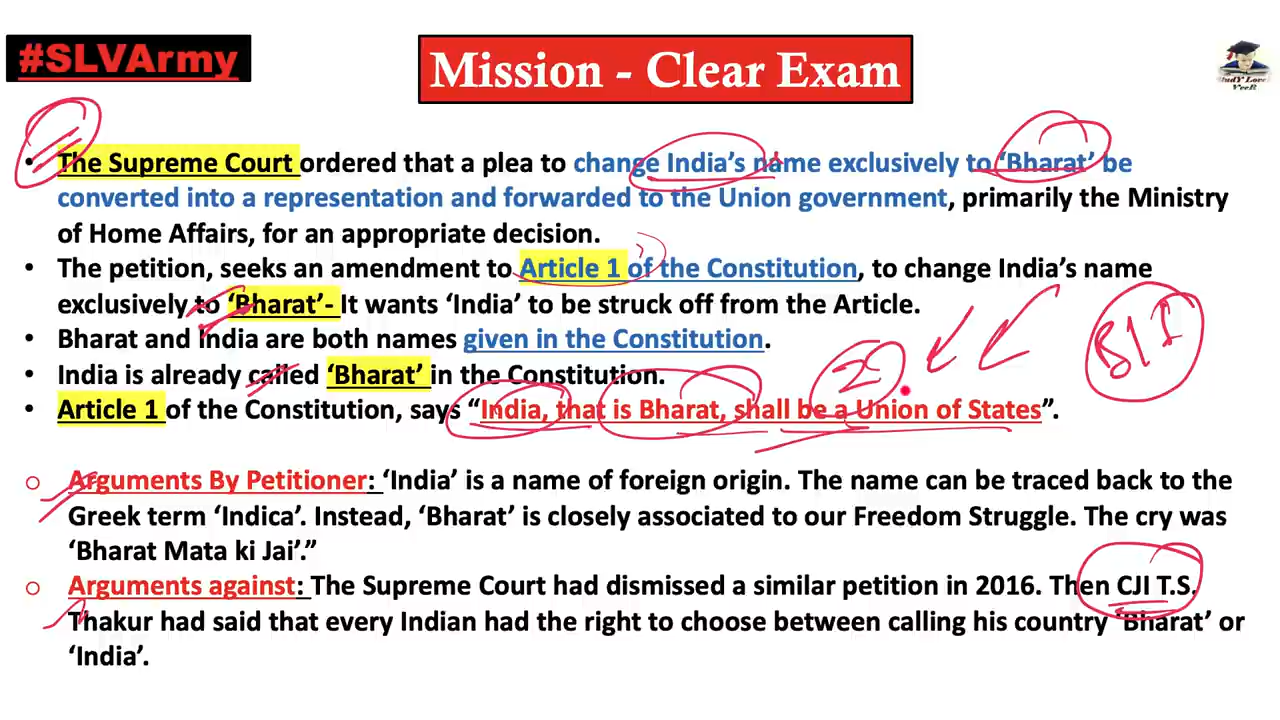 #SLVArmy
Mission - Clear Exam
StudY Lover
VeeR
• The Supreme Court ordered that a plea to change India's name exclusively to 'Bharat' be
converted into a representation and forwarded to the Union government, primarily the Ministry
of Home Affairs, for an appropriate decision.
• The petition, seeks an amendment to Article 1 of the Constitution, to change India's name
exclusively to 'Bharat'- It wants 'India' to be struck off from the Article.
• Bharat and India are both names given in the Constitution.
• India is already called 'Bharat' in the Constitution.
• Article 1 of the Constitution, says "India, that is Bharat, shall be a Union of States".
o Arguments By Petitioner: 'India' is a name of foreign origin. The name can be traced back to the
Greek term 'Indica'. Instead, 'Bharat' is closely associated to our Freedom Struggle. The cry was
'Bharat Mata ki Jai'."
o Arguments against: The Supreme Court had dismissed a similar petition in 2016. Then CJI T.S.
Thakur had said that every Indian had the right to choose between calling his country 'Bharat' or
'India'.